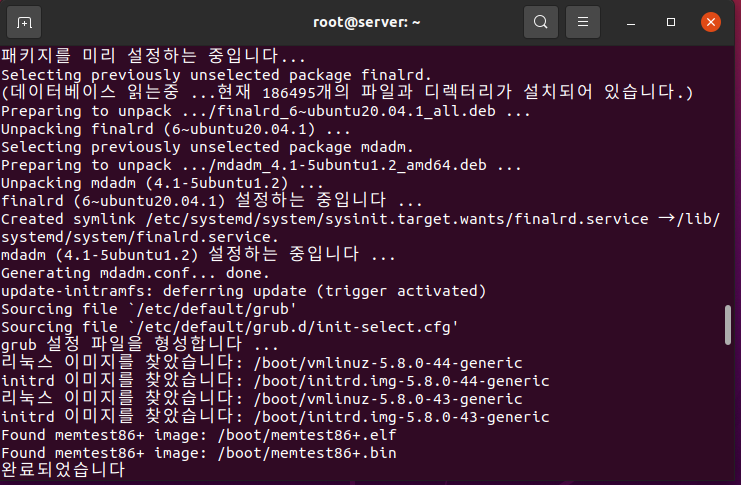 root@server: ~
패키지를 미리 설정하는 중입니다...
Selecting previously unselected package finalrd.
(데이터베이스 읽는중 ...현재 186495개의 파일과 디렉터리가 설치되어 있습니다.)
Preparing to unpack .../finalrd_6~ubuntu20.04.1_all.deb ...
Unpacking finalrd (6~ubuntu20.04.1) ...
Selecting previously unselected package mdadm.
Preparing to unpack .../mdadm_4.1-5ubuntu1.2_amd64.deb ...
Unpacking mdadm (4.1-5ubuntu1.2) ...
finalrd (6~ubuntu20.04.1) 설정하는 중입니다 ...
Created symlink /etc/systemd/system/sysinit.target.wants/finalrd.service → /lib/
systemd/system/finalrd.service.
mdadm (4.1-5ubuntu1.2) 설정하는 중입니다 ...
Generating mdadm.conf... done.
update-initramfs: deferring update (trigger activated)
Sourcing file `/etc/default/grub'
Sourcing file `/etc/default/grub.d/init-select.cfg'
grub 설정 파일을 형성합니다 ...
리눅스 이미지를 찾았습니다: /boot/vmlinuz-5.8.0-44-generic
initrd 이미지를 찾았습니다: /boot/initrd.img-5.8.0-44-generic
리눅스 이미지를 찾았습니다: /boot/vmlinuz-5.8.0-43-generic
initrd 이미지를 찾았습니다: /boot/initrd.img-5.8.0-43-generic
Found memtest86+ image: /boot/memtest86+.elf
Found memtest86+ image: /boot/memtest86+.bin
완료되었습니다